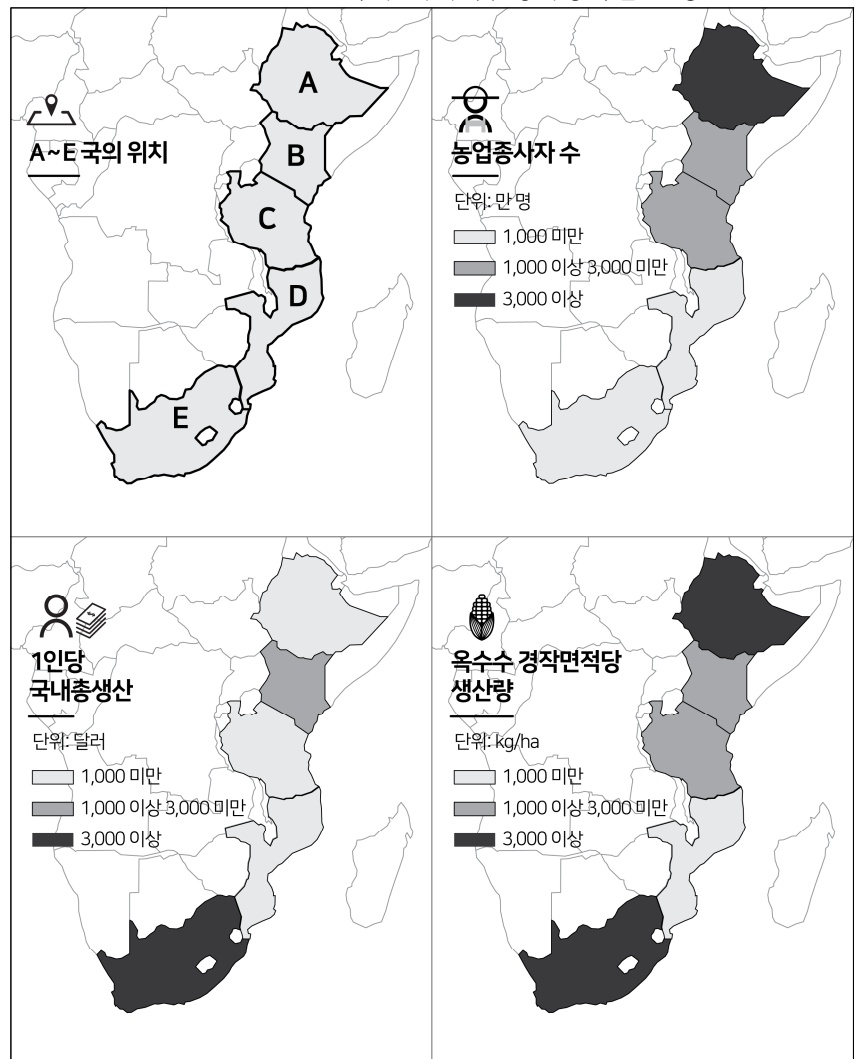 A
B
C
D
E
A~E 국의 위치
농업종사자 수
단위: 만 명
1,000 미만
1,000 이상 3,000 미만
3,000 이상
1인당
국내총생산
단위: 달러
1,000 미만
1,000 이상 3,000 미만
3,000 이상
옥수수 경작면적당
생산량
단위: kg/ha
1,000 미만
1,000 이상 3,000 미만
3,000 이상